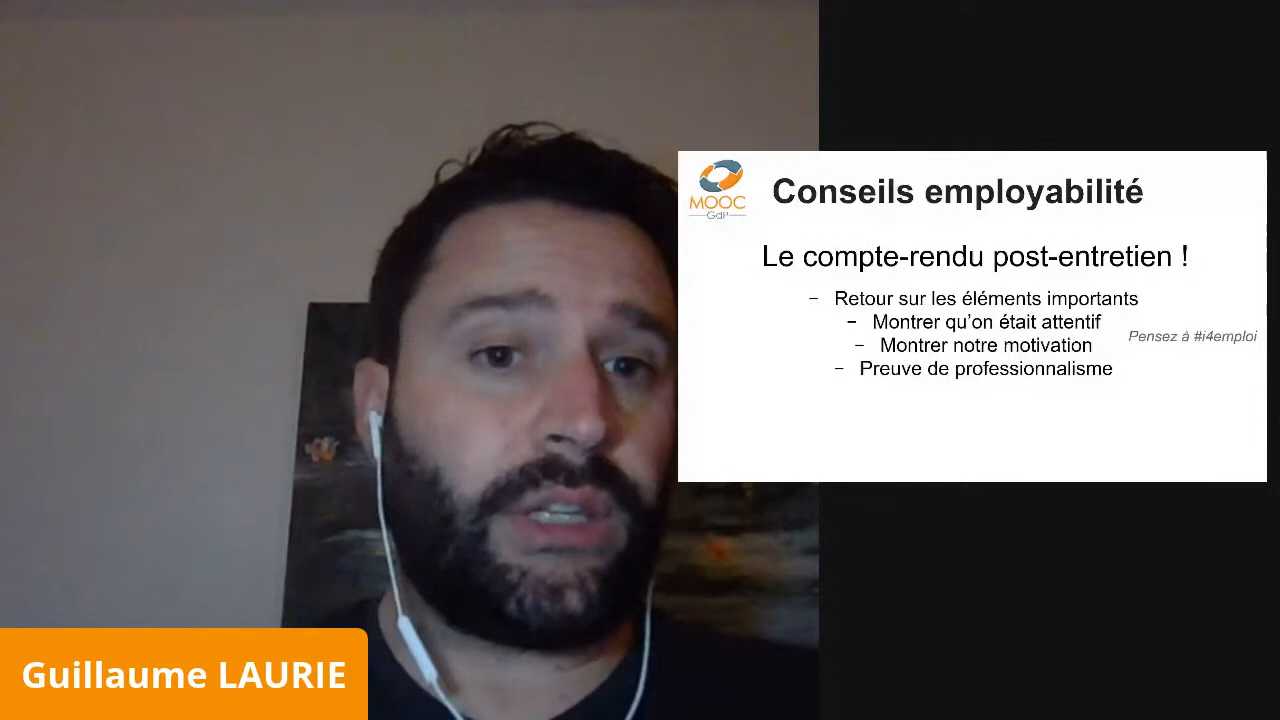 MOOC
GdP
Conseils employabilité
Le compte-rendu post-entretien !
− Retour sur les éléments importants
− Montrer qu’on était attentif
− Montrer notre motivation
− Preuve de professionnalisme
Pensez à #i4emploi
Guillaume LAURIE